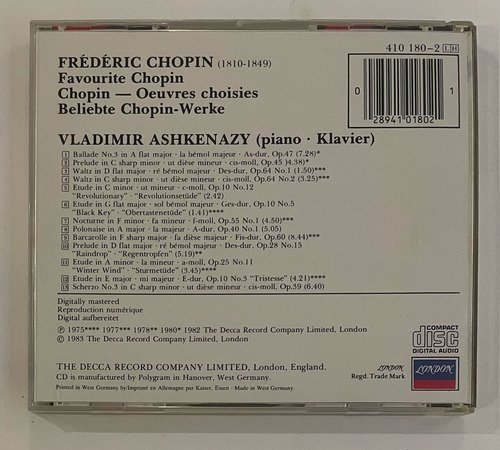 FRÉDÉRIC CHOPIN (1810-1849)
Favourite Chopin
Chopin — Oeuvres choisies
Beliebte Chopin-Werke
410 180-2 LH
0 28941 01802 1
VLADIMIR ASHKENAZY (piano · Klavier)
1 Ballade No.3 in A flat major · la bémol majeur · As-dur, Op.47 (7.28)*
2 Prelude in C sharp minor · ut dièse mineur · cis-moll, Op.45 (4.38)*
3 Waltz in D flat major · ré bémol majeur · Des-dur, Op.64 No.1 (1.50)***
4 Waltz in C sharp minor · ut dièse mineur · cis-moll, Op.64 No.2 (3.25)***
5 Etude in C minor · ut mineur · c-moll, Op.10 No.12
"Revolutionary" · "Revolutionsetüde" (2.42)
6 Etude in G flat major · sol bémol majeur · Ges-dur, Op.10 No.5
"Black Key" · "Obertastenetüde" (1.41)****
7 Nocturne in F minor · fa mineur · f-moll, Op.55 No.1 (4.50)***
8 Polonaise in A major · la majeur · A-dur, Op.40 No.1 (5.05)
9 Barcarolle in F sharp major · fa dièse majeur · Fis-dur, Op.60 (8.44)***
10 Prelude in D flat major · ré bémol majeur · Des-dur, Op.28 No.15
"Raindrop" · "Regentropfen" (5.19)**
11 Etude in A minor · la mineur · a-moll, Op.25 No.11
"Winter Wind" · "Sturmetüde" (3.45)****
12 Etude in E major · mi majeur · E-dur, Op.10 No.3 "Tristesse" (4.21)****
13 Scherzo No.3 in C sharp minor · ut dièse mineur · cis-moll, Op.39 (6.40)
Digitally mastered
Reproduction numérique
Digital aufbereitet
℗ 1975**** 1977*** 1978** 1980* 1982 The Decca Record Company Limited, London
© 1983 The Decca Record Company Limited, London
COMPACT
disc
DIGITAL AUDIO
THE DECCA RECORD COMPANY LIMITED, London, England.
CD is manufactured by Polygram in Hanover, West Germany.
Printed in West Germany/Imprimé en Allemagne par Kaiser, Essen · Made in West Germany.
LONDON
Regd. Trade Mark